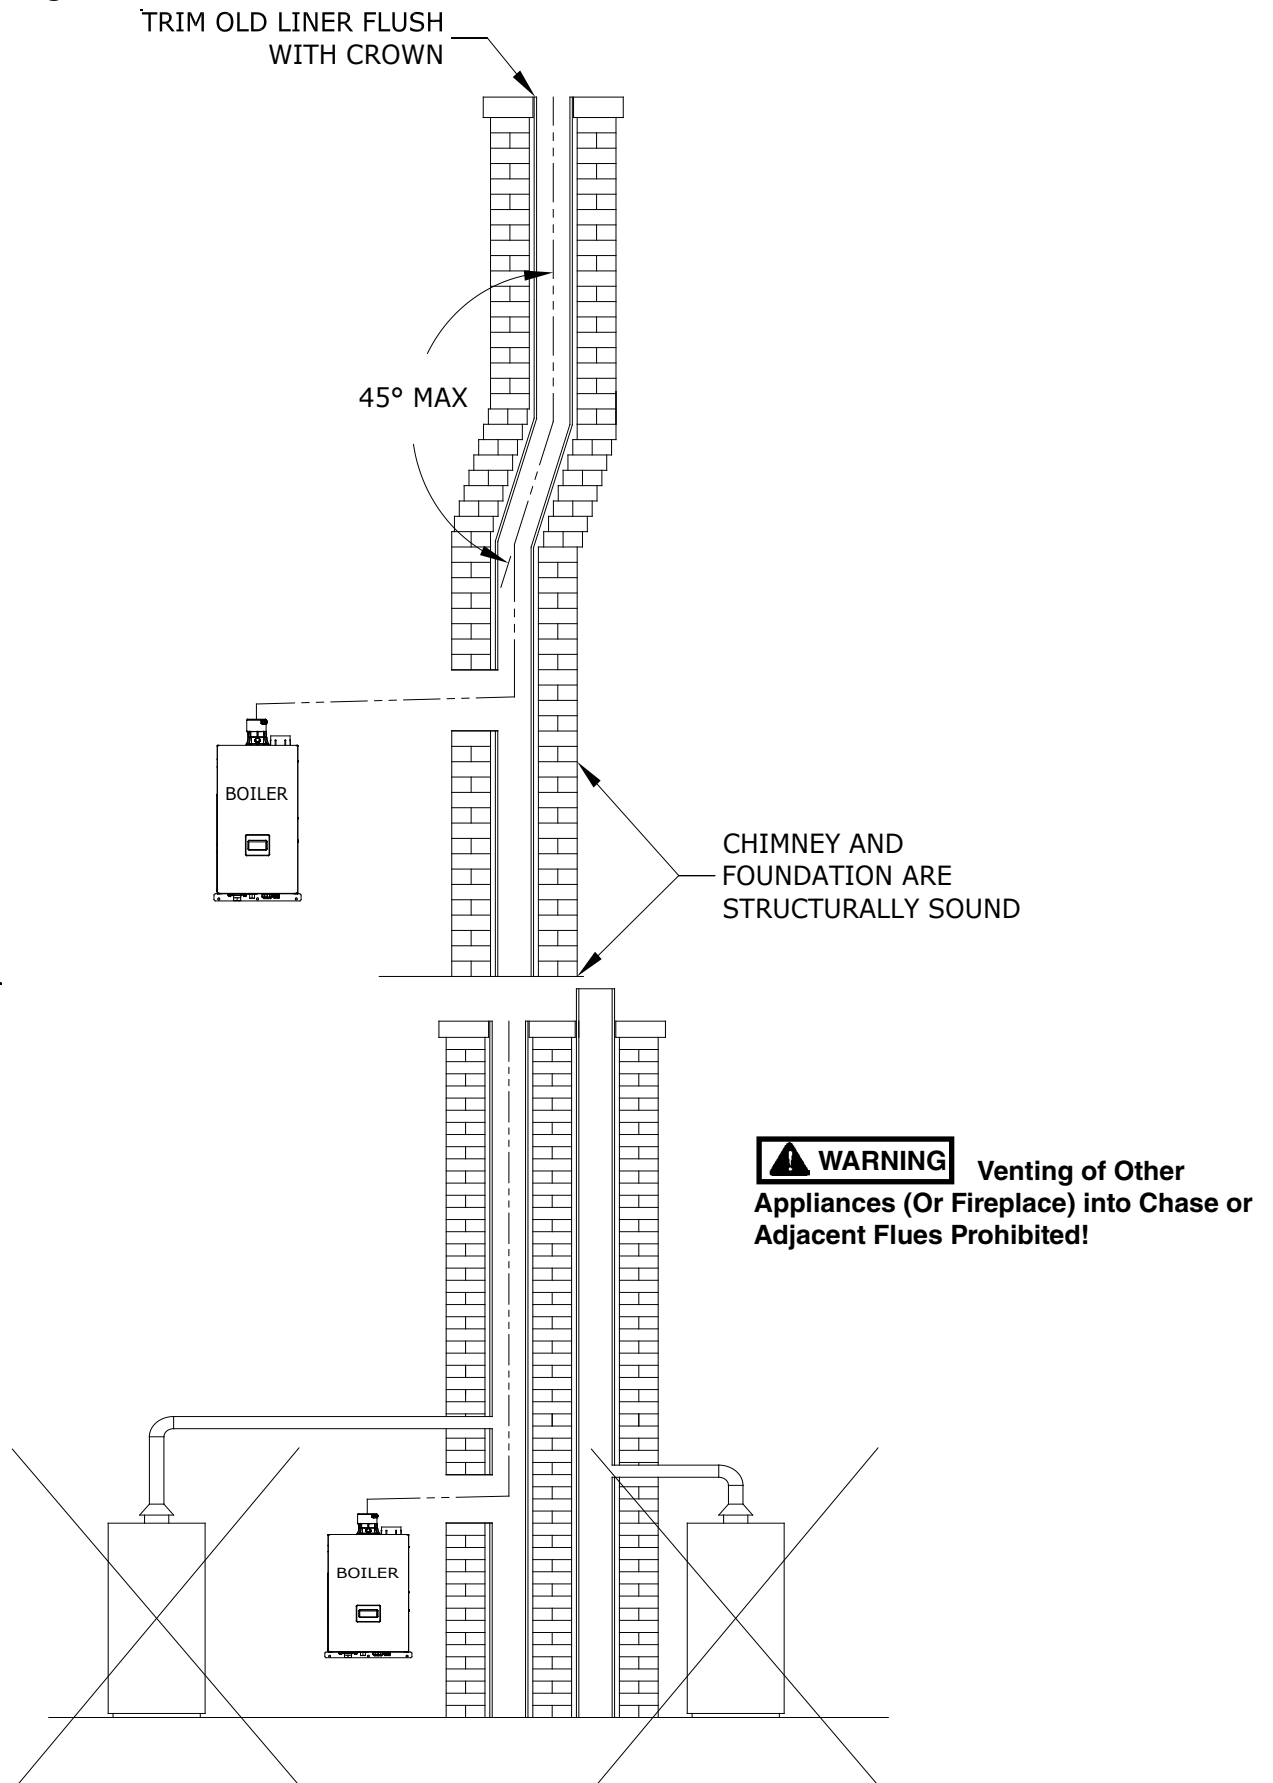 TRIM OLD LINER FLUSH
WITH CROWN
45° MAX
BOILER
CHIMNEY AND
FOUNDATION ARE
STRUCTURALLY SOUND
WARNING Venting of Other
Appliances (Or Fireplace) into Chase or
Adjacent Flues Prohibited!
BOILER